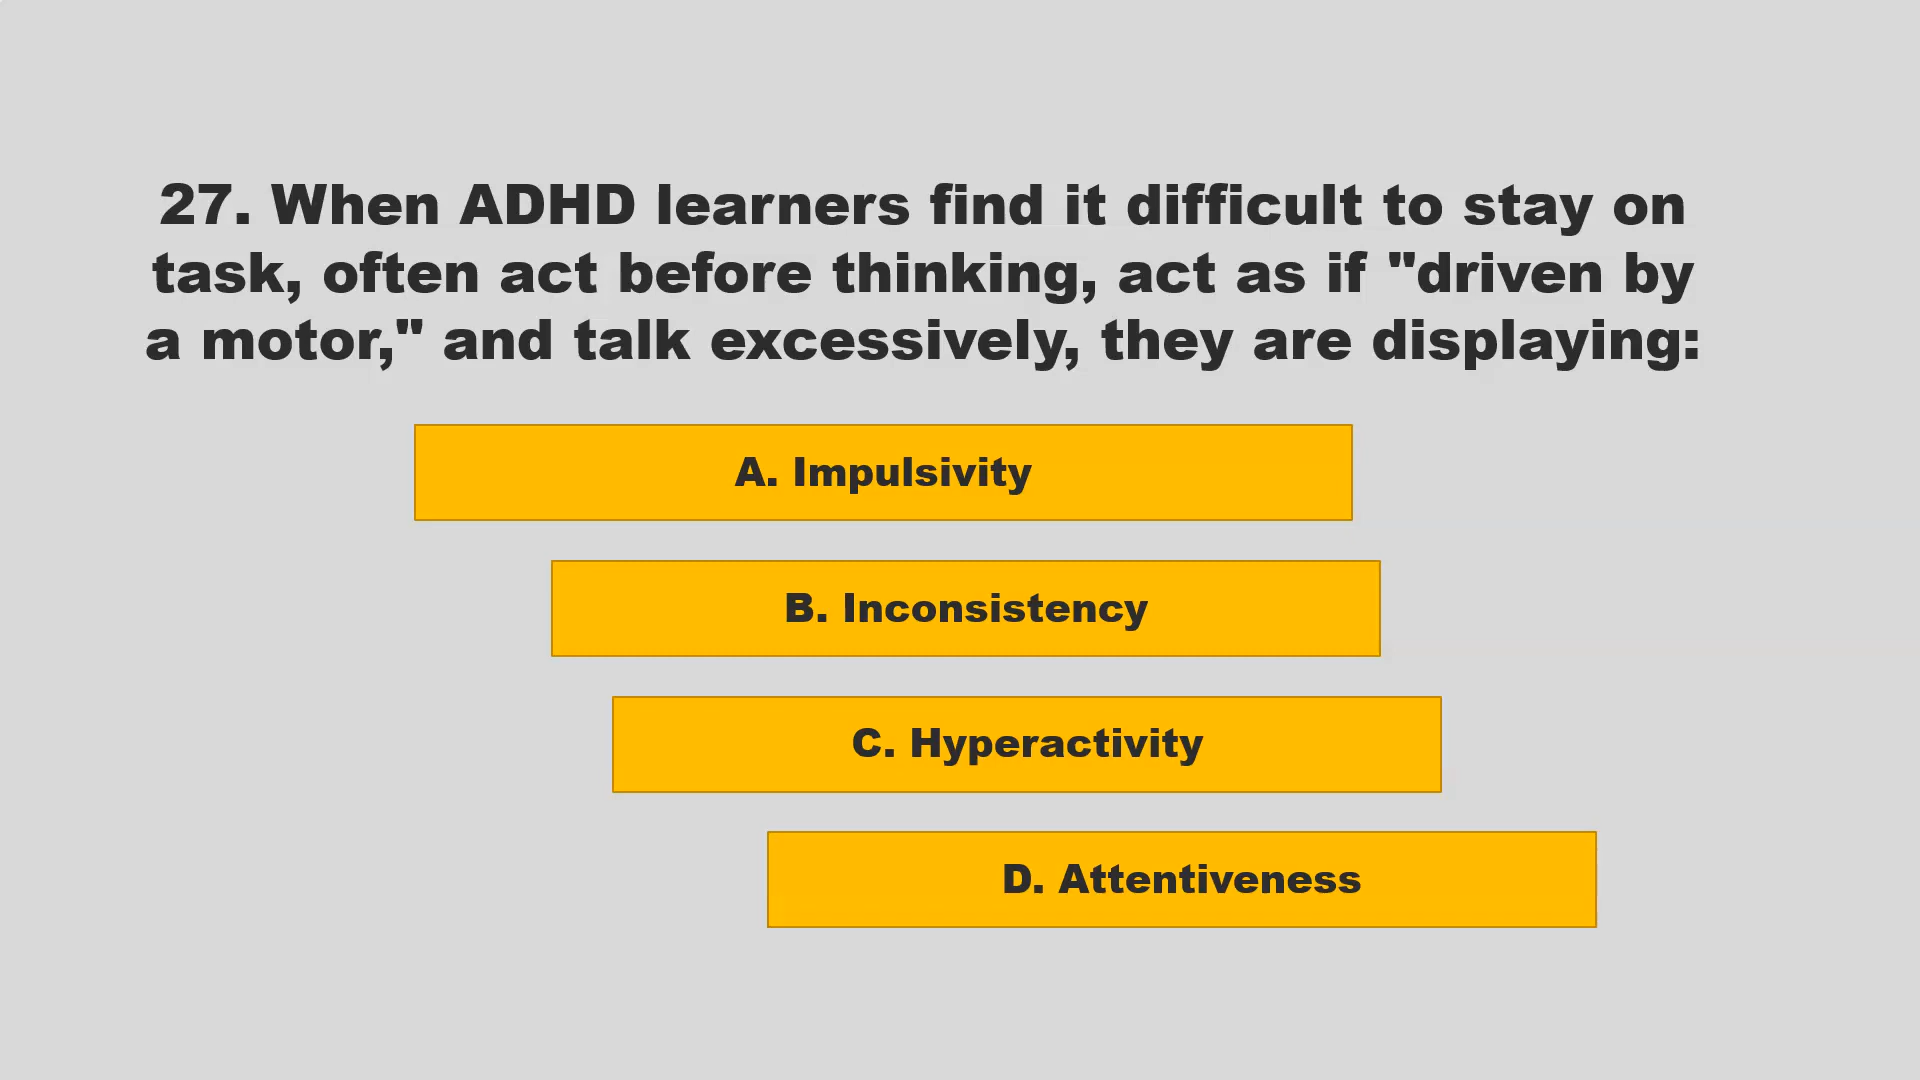 27. When ADHD learners find it difficult to stay on
task, often act before thinking, act as if "driven by
a motor," and talk excessively, they are displaying:
A. Impulsivity
B. Inconsistency
C. Hyperactivity
D. Attentiveness